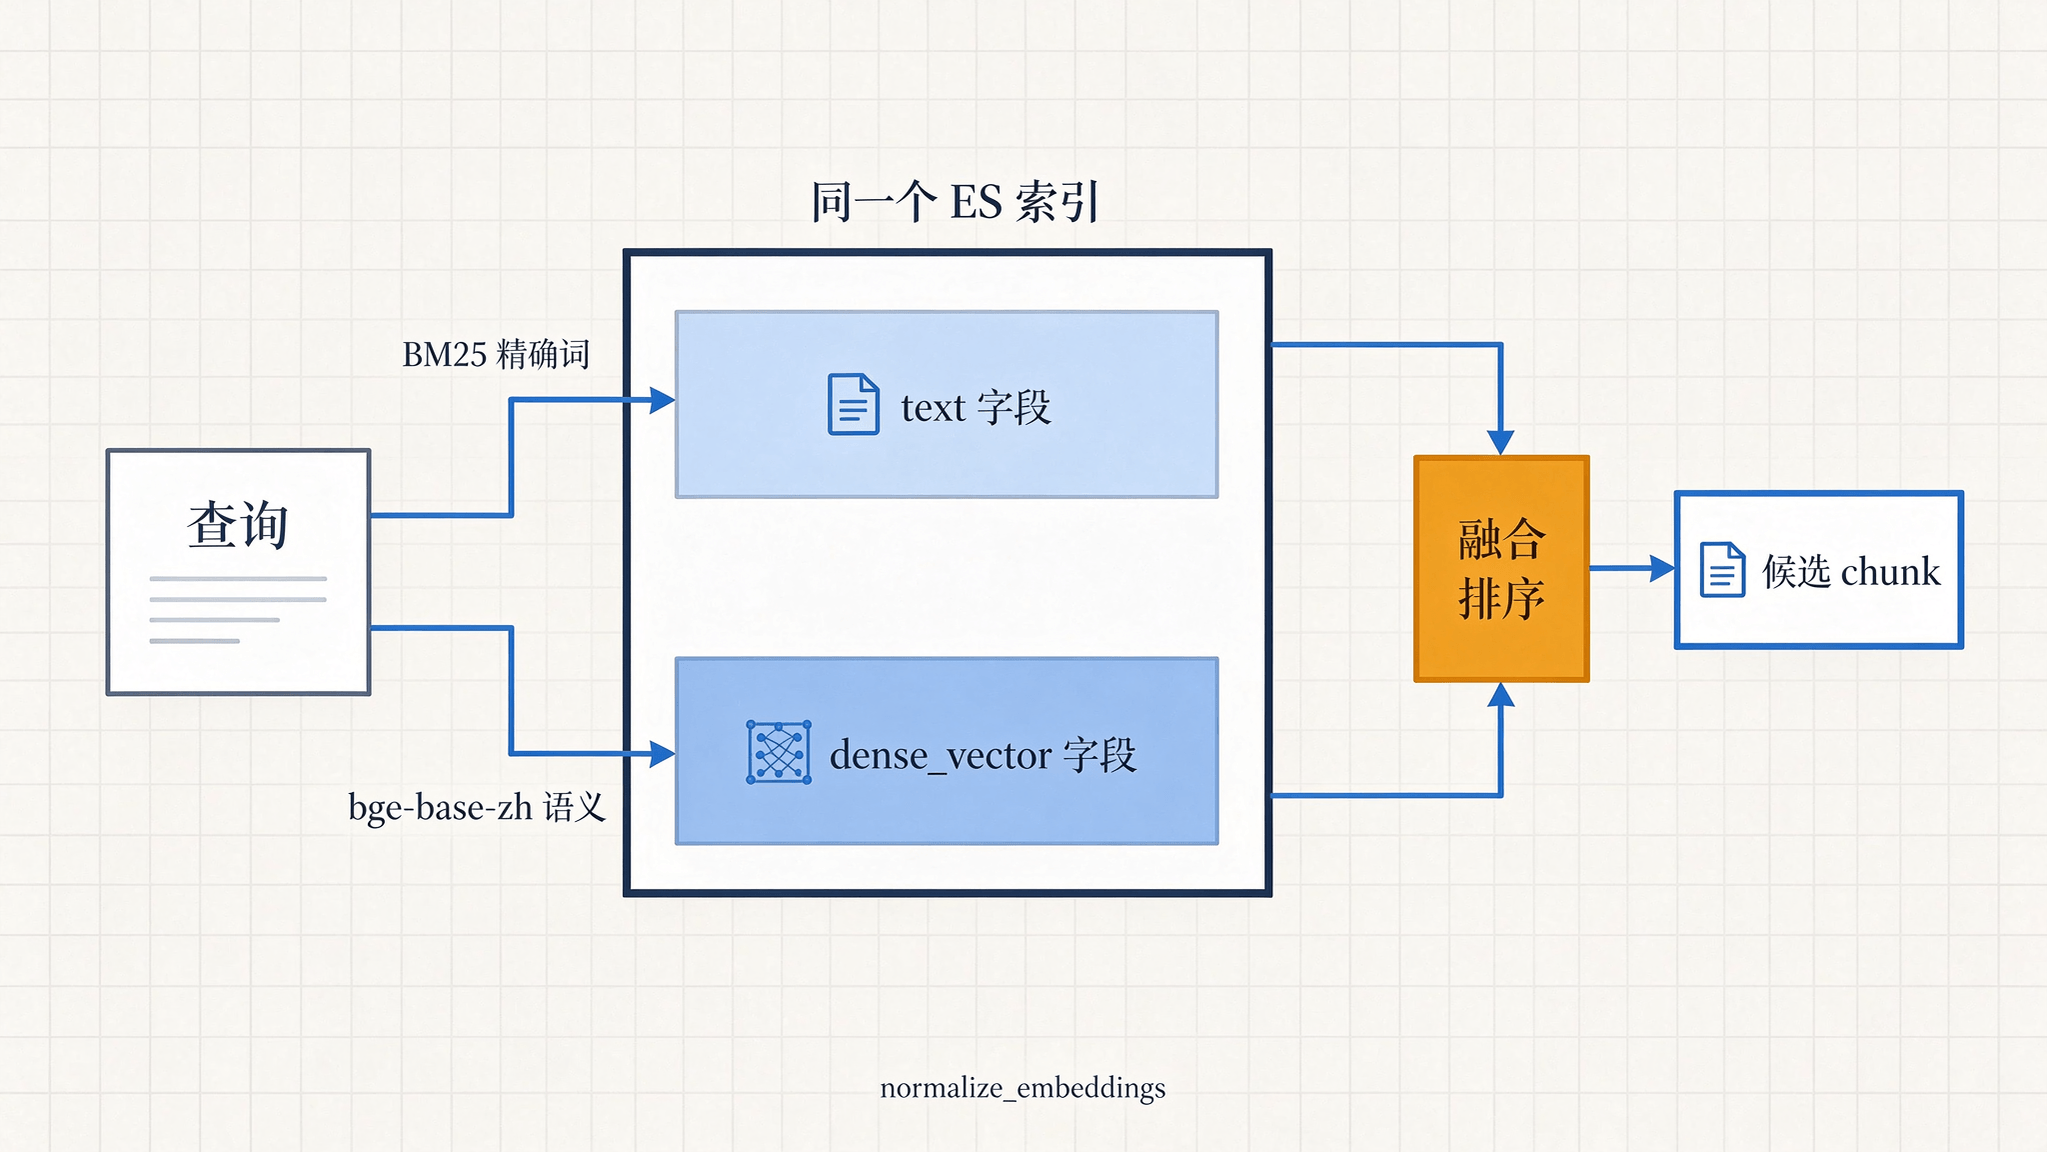 同一个 ES 索引
BM25 精确词
text 字段
查询
融合
排序
候选 chunk
dense_vector 字段
bge-base-zh 语义
normalize_embeddings